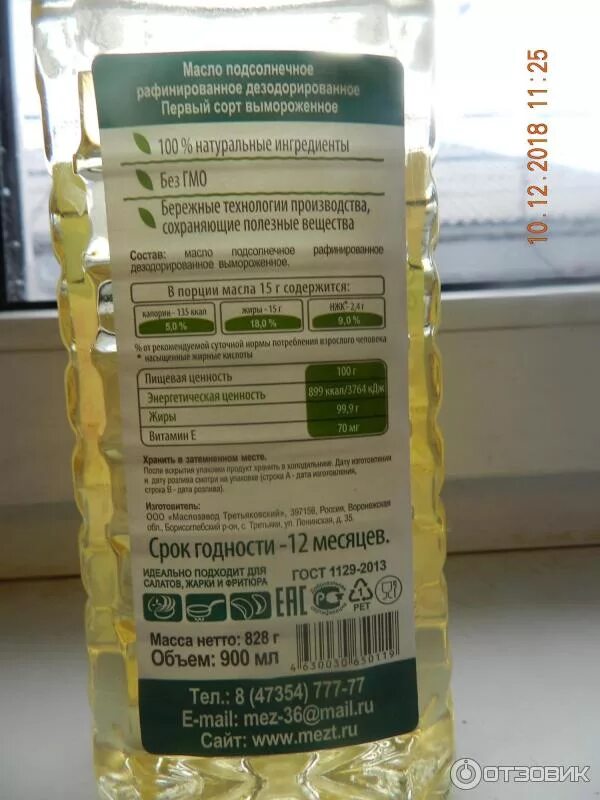 Масло подсолнечное
рафинированное дезодорированное
Первый сорт вымороженное
100 % натуральные ингредиенты
Без ГМО
Бережные технологии производства,
сохраняющие полезные вещества
Состав: масло подсолнечное рафинированное
дезодорированное вымороженное.
В порции масла 15 г содержится:
калории - 135 ккал
5,0 %
жиры - 15 г
18,0 %
НЖК* - 2,4 г
9,0 %
% от рекомендуемой суточной нормы потребления взрослого человека
* насыщенные жирные кислоты
Пищевая ценность 100 г
Энергетическая ценность 899 ккал/3764 кДж
Жиры 99,9 г
Витамин Е 70 мг
Хранить в затемненном месте.
После вскрытия упаковки продукт хранить в холодильнике. Дату изготовления
и дату розлива смотри на упаковке (строка А - дата изготовления,
строка В - дата розлива).
Изготовитель:
ООО «Маслозавод Третьяковский», 397156, Россия, Воронежская
обл., Борисоглебский р-он, с. Третьяки, ул. Ленинская, д. 35.
Срок годности -12 месяцев.
ИДЕАЛЬНО ПОДХОДИТ ДЛЯ
САЛАТОВ, ЖАРКИ И ФРИТЮРА
ГОСТ 1129-2013
ЕАС
1
PET
Масса нетто: 828 г
Объем: 900 мл
4630030650119
Тел.: 8 (47354) 777-77
E-mail: mez-36@mail.ru
Сайт: www.mezt.ru
10.12.2018 11:25
ОТЗОВИК